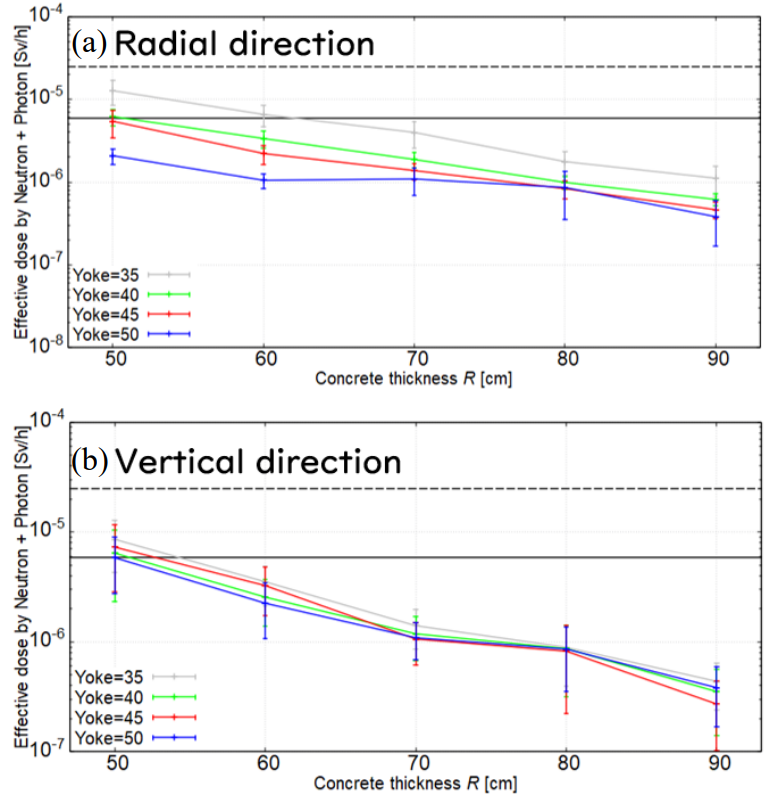 (a) Radial direction
Effective dose by Neutron + Photon [Sv/h]
10-4
10-5
10-6
10-7
10-8
Yoke=35
Yoke=40
Yoke=45
Yoke=50
50 60 70 80 90
Concrete thickness R [cm]
(b) Vertical direction
Effective dose by Neutron + Photon [Sv/h]
10-4
10-5
10-6
10-7
Yoke=35
Yoke=40
Yoke=45
Yoke=50
50 60 70 80 90
Concrete thickness R [cm]